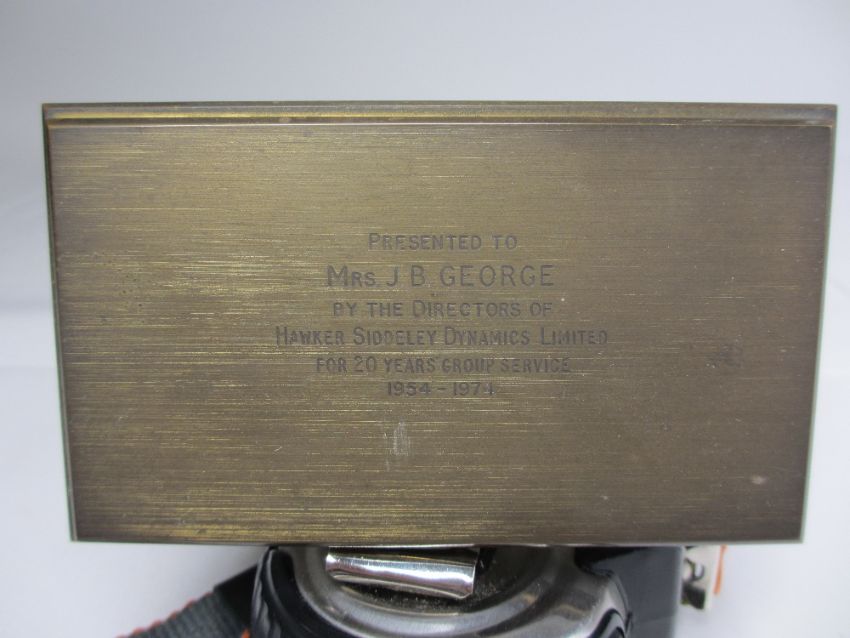 PRESENTED TO
MRS. J B GEORGE
BY THE DIRECTORS OF
HAWKER SIDDELEY DYNAMICS LIMITED
FOR 20 YEARS GROUP SERVICE
1954 - 1974